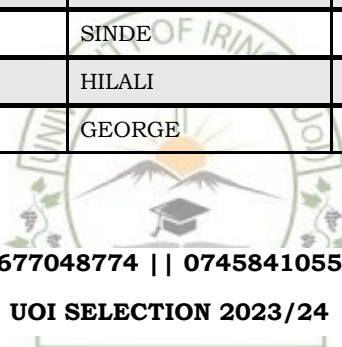 SINDE
HILALI
GEORGE
677048774 || 0745841055
UOI SELECTION 2023/24